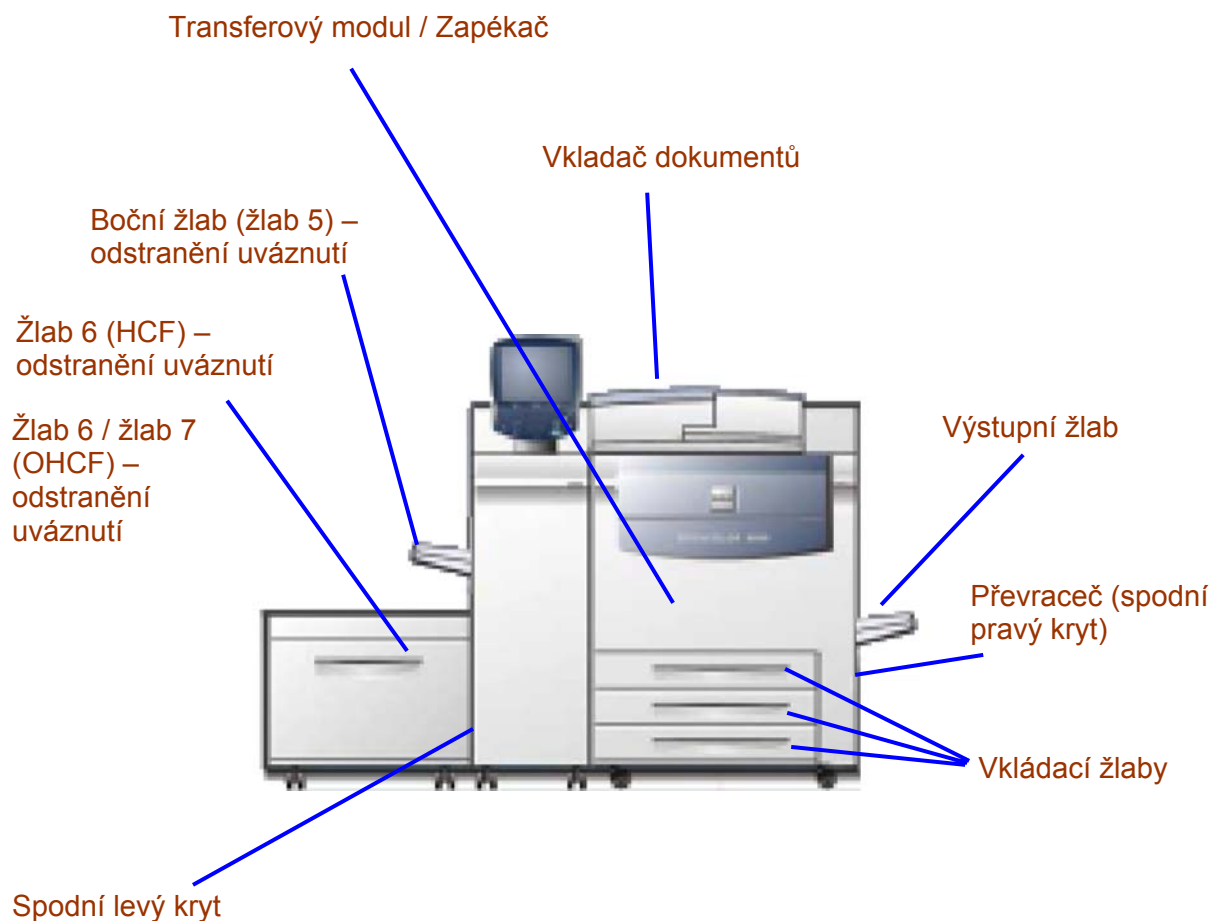 Transferový modul / Zapékač
Vkladač dokumentů
Boční žlab (žlab 5) –
odstranění uváznutí
Žlab 6 (HCF) –
odstranění uváznutí
Žlab 6 / žlab 7
(OHCF) –
odstranění
uváznutí
Výstupní žlab
Převraceč (spodní
pravý kryt)
Vkládací žlaby
Spodní levý kryt